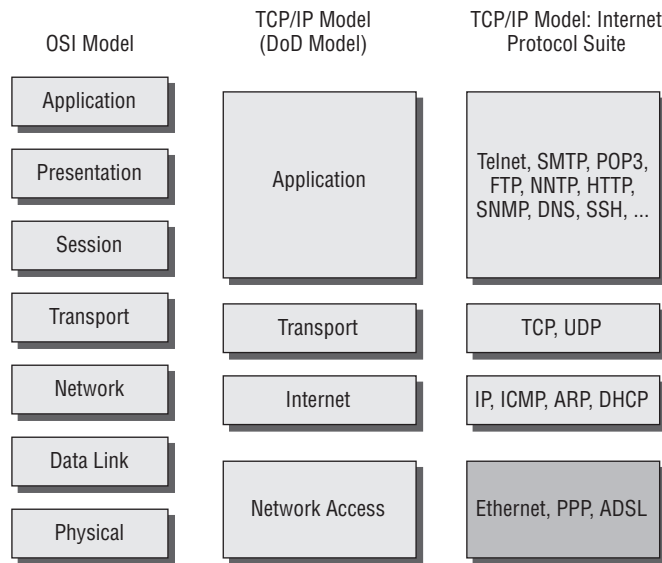 OSI Model
Application
Presentation
Session
Transport
Network
Data Link
Physical
TCP/IP Model
(DoD Model)
Application
Transport
Internet
Network Access
TCP/IP Model: Internet
Protocol Suite
Telnet, SMTP, POP3,
FTP, NNTP, HTTP,
SNMP, DNS, SSH, ...
TCP, UDP
IP, ICMP, ARP, DHCP
Ethernet, PPP, ADSL